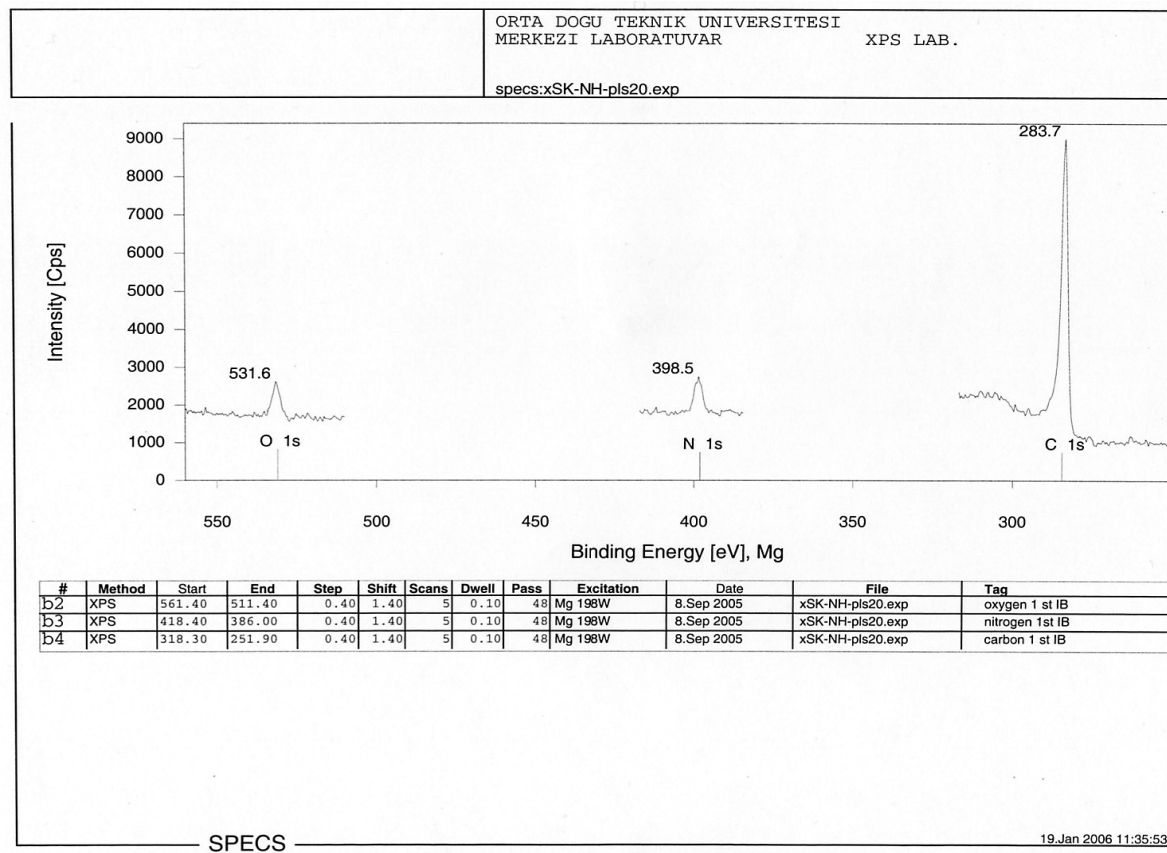 ORTA DOGU TEKNIK UNIVERSITESI
MERKEZI LABORATUVAR XPS LAB.
specs:xSK-NH-pls20.exp
283.7
9000
8000
7000
6000
5000
4000
3000
2000
1000
0
Intensity [Cps]
531.6
398.5
O 1s
N 1s
C 1s
550 500 450 400 350 300
Binding Energy [eV], Mg
# Method Start End Step Shift Scans Dwell Pass Excitation Date File Tag
b2 XPS 561.40 511.40 0.40 1.40 5 0.10 48 Mg 198W 8.Sep 2005 xSK-NH-pls20.exp oxygen 1 st IB
b3 XPS 418.40 386.00 0.40 1.40 5 0.10 48 Mg 198W 8.Sep 2005 xSK-NH-pls20.exp nitrogen 1st IB
b4 XPS 318.30 251.90 0.40 1.40 5 0.10 48 Mg 198W 8.Sep 2005 xSK-NH-pls20.exp carbon 1 st IB
SPECS
19.Jan 2006 11:35:53